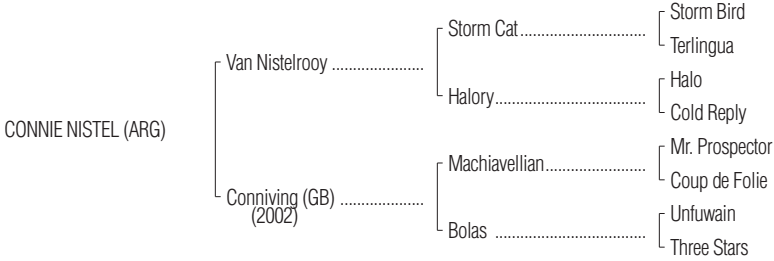 Storm Bird
Storm Cat..............................
Terlingua
Van Nistelrooy ......................
Halo
Halory....................................
Cold Reply
CONNIE NISTEL (ARG)
Mr. Prospector
Machiavellian........................
Coup de Folie
Conniving (GB) ....................
(2002)
Unfuwain
Bolas ....................................
Three Stars